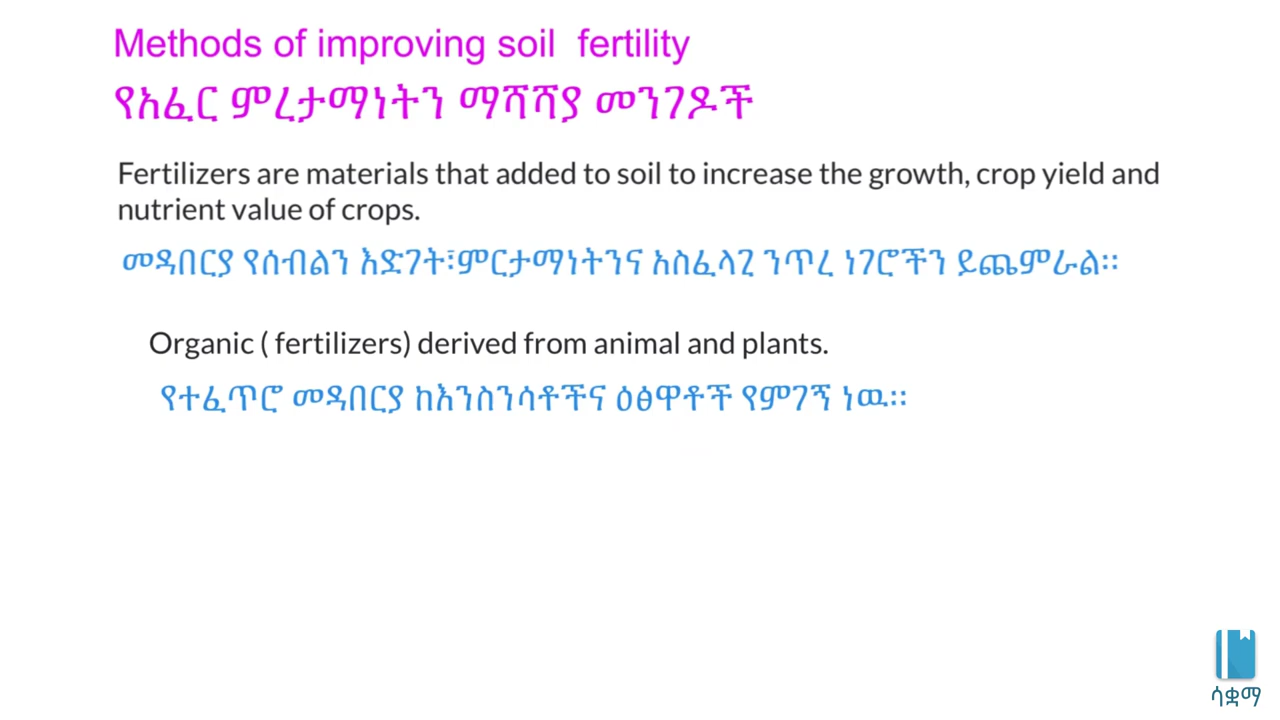 Methods of improving soil  fertility
የአፈር ምረታማነትን ማሻሻያ መንገዶች
Fertilizers are materials that added to soil to increase the growth, crop yield and
nutrient value of crops.
መዳበርያ የሰብልን እድገት፣ምርታማነትንና አስፈላጊ ንጥረ ነገሮችን ይጨምራል።
Organic ( fertilizers) derived from animal and plants.
የተፈጥሮ መዳበርያ ከእንስንሳቶችና ዕፅዋቶች የምገኝ ነዉ።
ሳቋማ